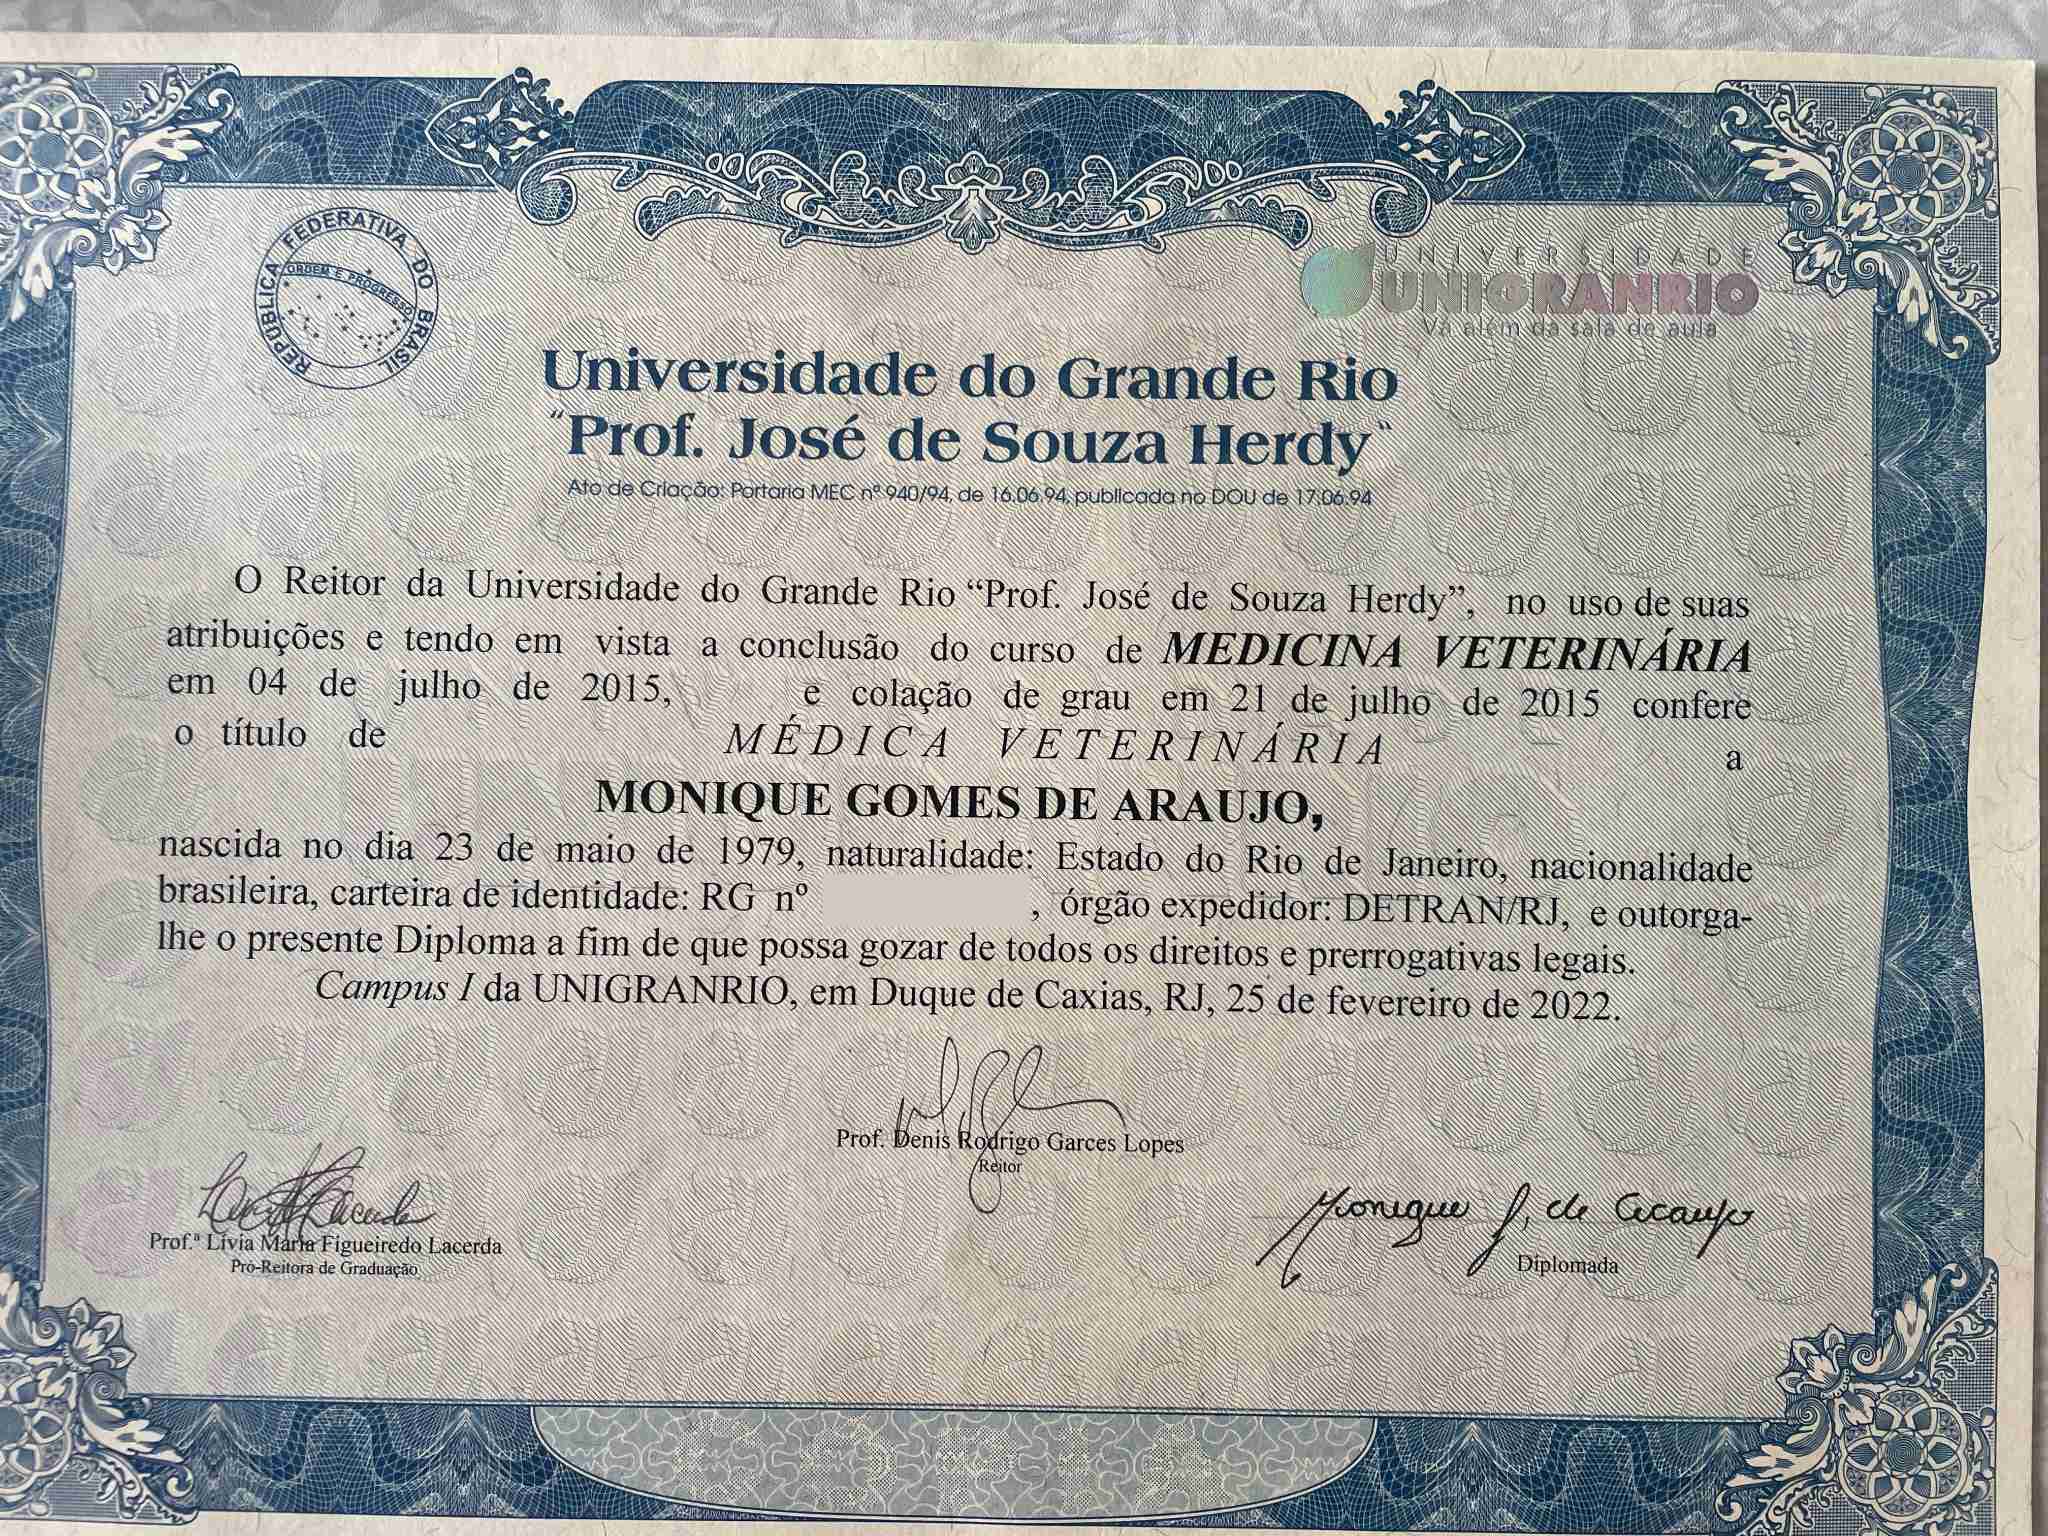 REPÚBLICA FEDERATIVA DO BRASIL
ORDEM E PROGRESSO
UNIVERSIDADE
UNIGRANRIO
Vá além da sala de aula
Universidade do Grande Rio
"Prof. José de Souza Herdy"
Ato de Criação: Portaria MEC nº 940/94, de 16.06.94, publicada no DOU de 17.06.94
O Reitor da Universidade do Grande Rio “Prof. José de Souza Herdy”, no uso de suas
atribuições e tendo em vista a conclusão do curso de MEDICINA VETERINÁRIA
em 04 de julho de 2015, e colação de grau em 21 de julho de 2015 confere
o título de MÉDICA VETERINÁRIA a
MONIQUE GOMES DE ARAUJO,
nascida no dia 23 de maio de 1979, naturalidade: Estado do Rio de Janeiro, nacionalidade
brasileira, carteira de identidade: RG nº , órgão expedidor: DETRAN/RJ, e outorga-
lhe o presente Diploma a fim de que possa gozar de todos os direitos e prerrogativas legais.
Campus I da UNIGRANRIO, em Duque de Caxias, RJ, 25 de fevereiro de 2022.
Prof. Denis Rodrigo Garces Lopes
Reitor
Prof.ª Lívia Maria Figueiredo Lacerda
Pró-Reitora de Graduação
Monique G. de Araujo
Diplomada